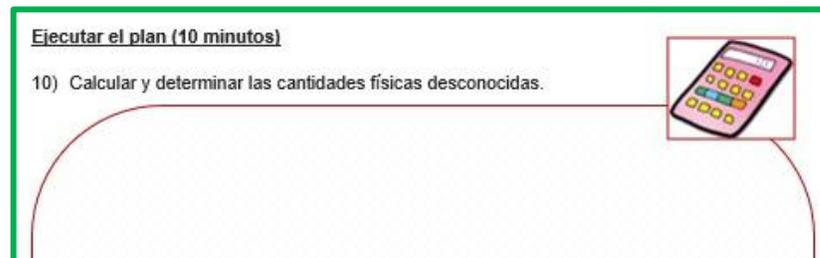 Ejecutar el plan (10 minutos)
10) Calcular y determinar las cantidades físicas desconocidas.